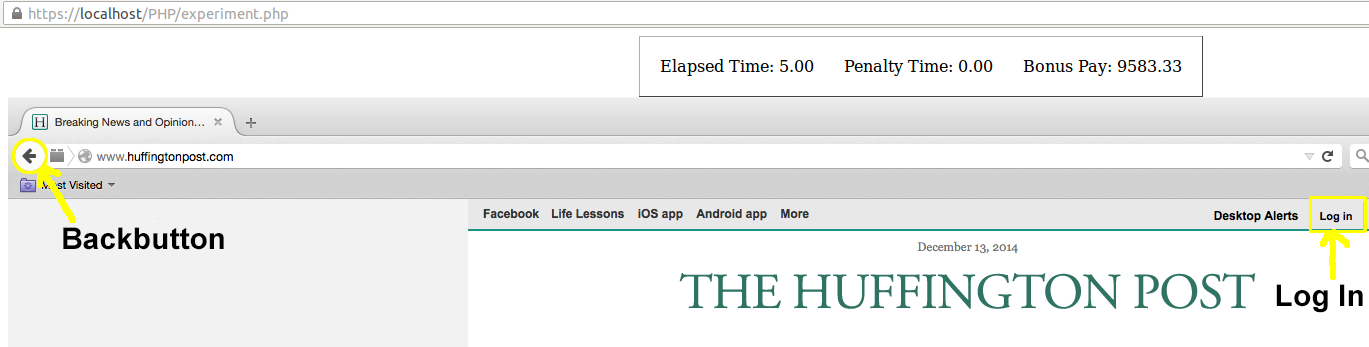 https://localhost/PHP/experiment.php
Elapsed Time: 5.00 Penalty Time: 0.00 Bonus Pay: 9583.33
H Breaking News and Opinion...
www.huffingtonpost.com
Most Visited
Facebook Life Lessons iOS app Android app More Desktop Alerts Log in
Backbutton
December 13, 2014
THE HUFFINGTON POST
Log In